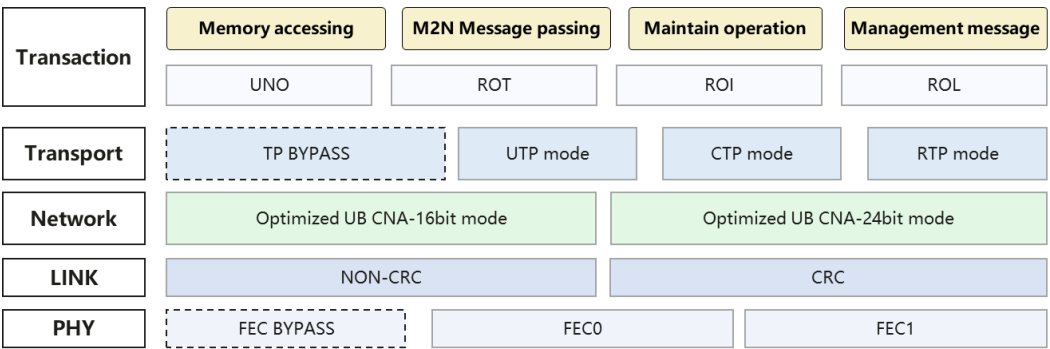 Transaction
Memory accessing
M2N Message passing
Maintain operation
Management message
UNO
ROT
ROI
ROL
Transport
TP BYPASS
UTP mode
CTP mode
RTP mode
Network
Optimized UB CNA-16bit mode
Optimized UB CNA-24bit mode
LINK
NON-CRC
CRC
PHY
FEC BYPASS
FEC0
FEC1